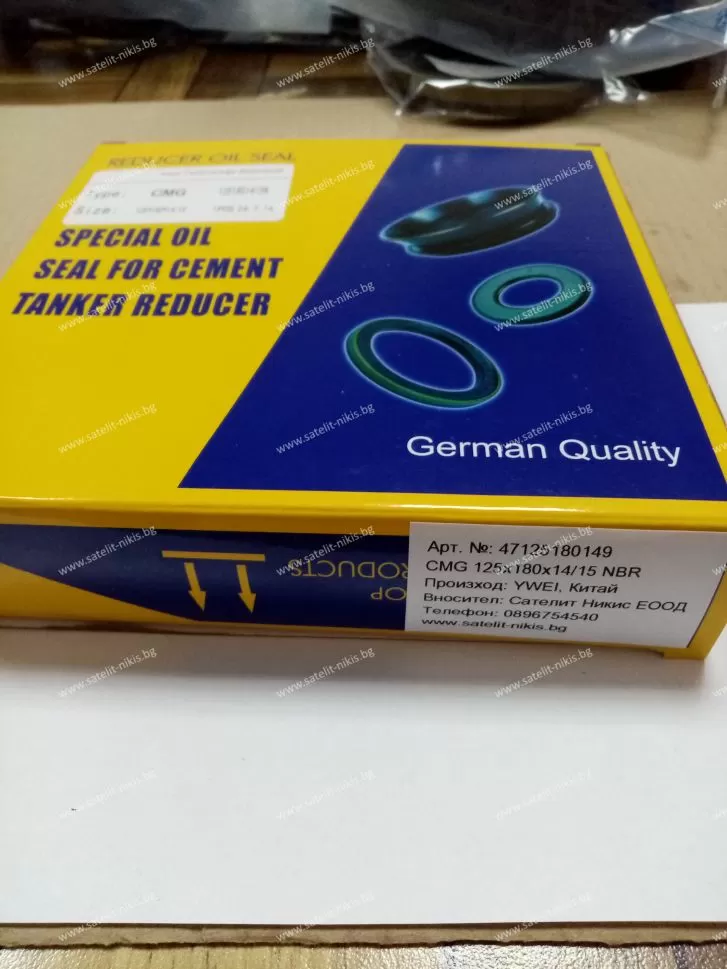 REDUCER OIL SEAL
Type: CMG
Size:
SPECIAL OIL
SEAL FOR CEMENT
TANKER REDUCER
German Quality
Арт. №: 47125180149
CMG 125x180x14/15 NBR
Произход: YWEI, Китай
Вносител: Сателит Никис ЕООД
Телефон: 0896754540
www.satelit-nikis.bg
OP
PRODUCTS
www.satelit-nikis.bg